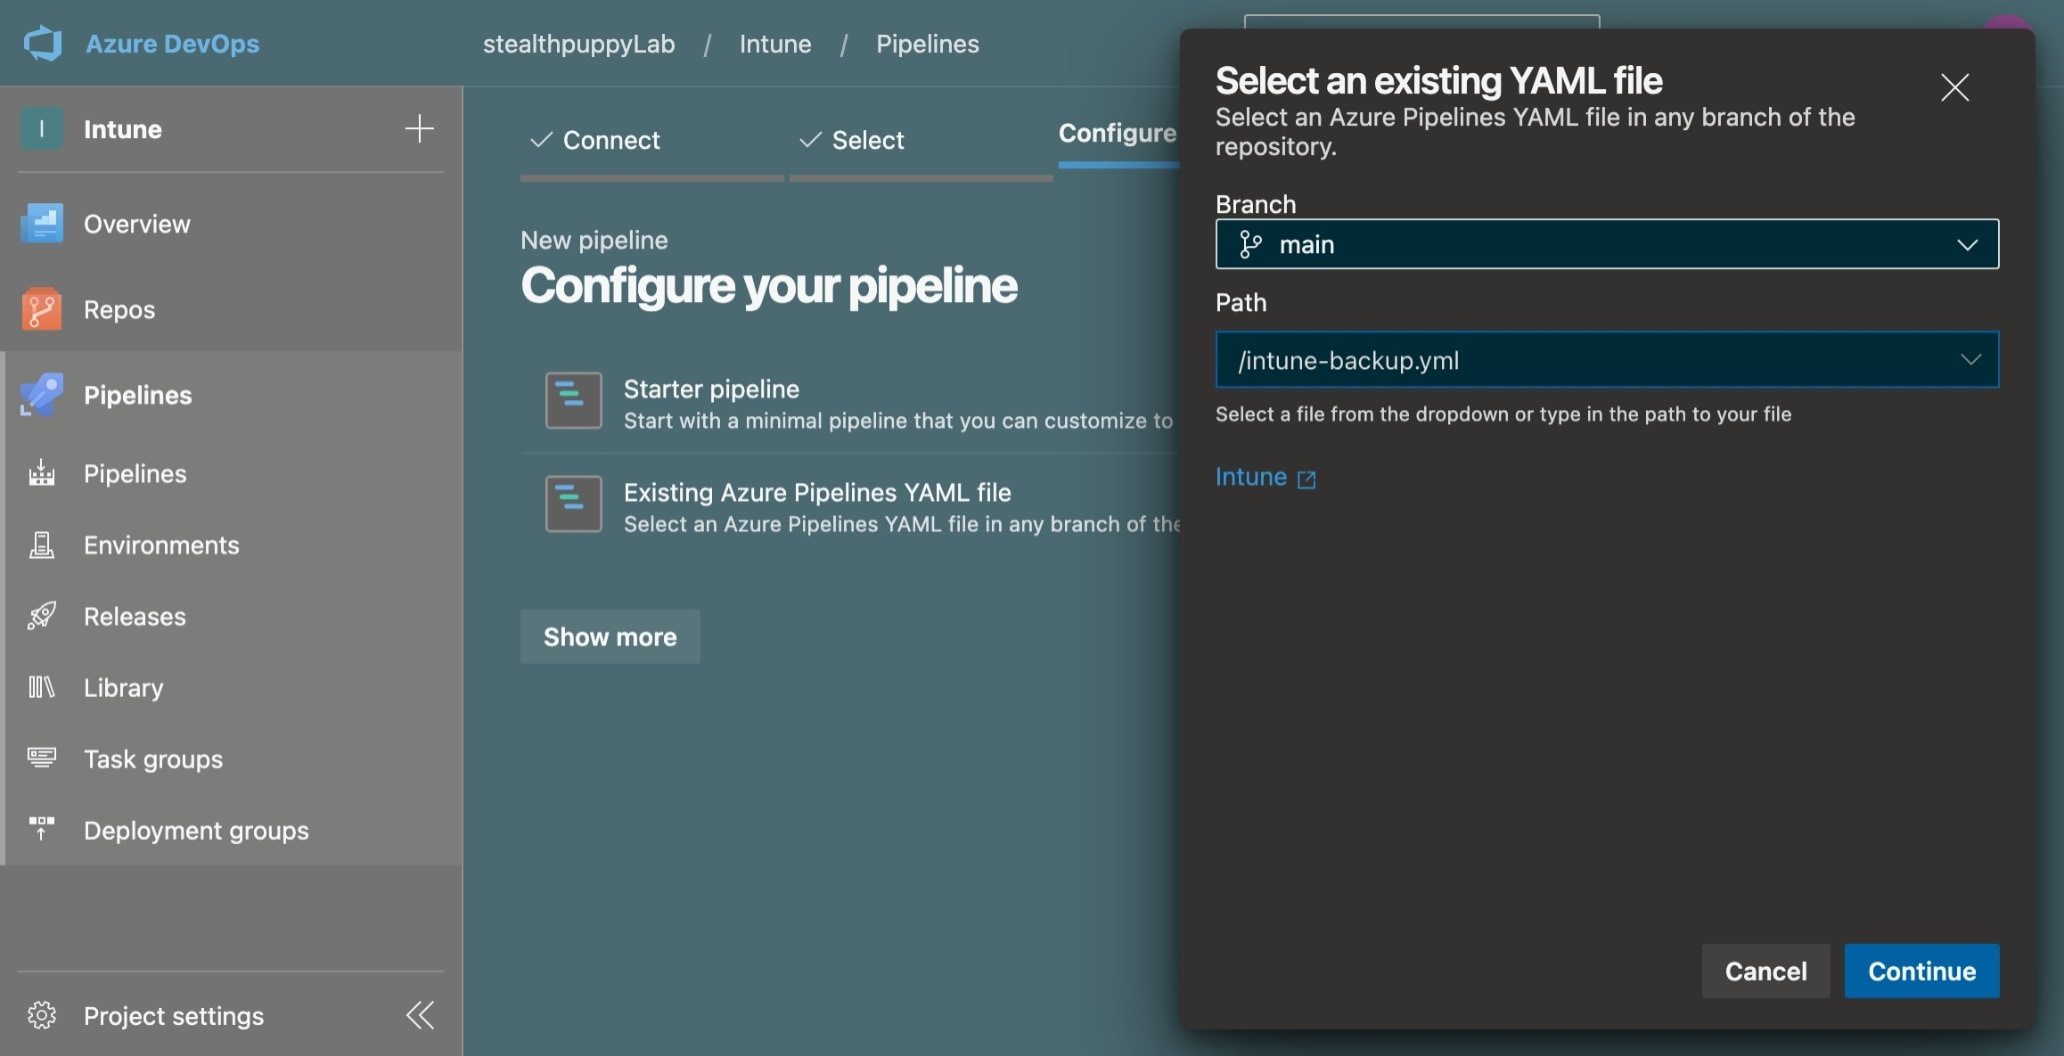 Azure DevOps
stealthpuppyLab / Intune / Pipelines
I Intune
Overview
Repos
Pipelines
Pipelines
Environments
Releases
Library
Task groups
Deployment groups
Project settings
Connect
Select
Configure
New pipeline
Configure your pipeline
Starter pipeline
Start with a minimal pipeline that you can customize to
Existing Azure Pipelines YAML file
Select an Azure Pipelines YAML file in any branch of the
Show more
Select an existing YAML file
Select an Azure Pipelines YAML file in any branch of the
repository.
Branch
main
Path
/intune-backup.yml
Select a file from the dropdown or type in the path to your file
Intune
Cancel
Continue